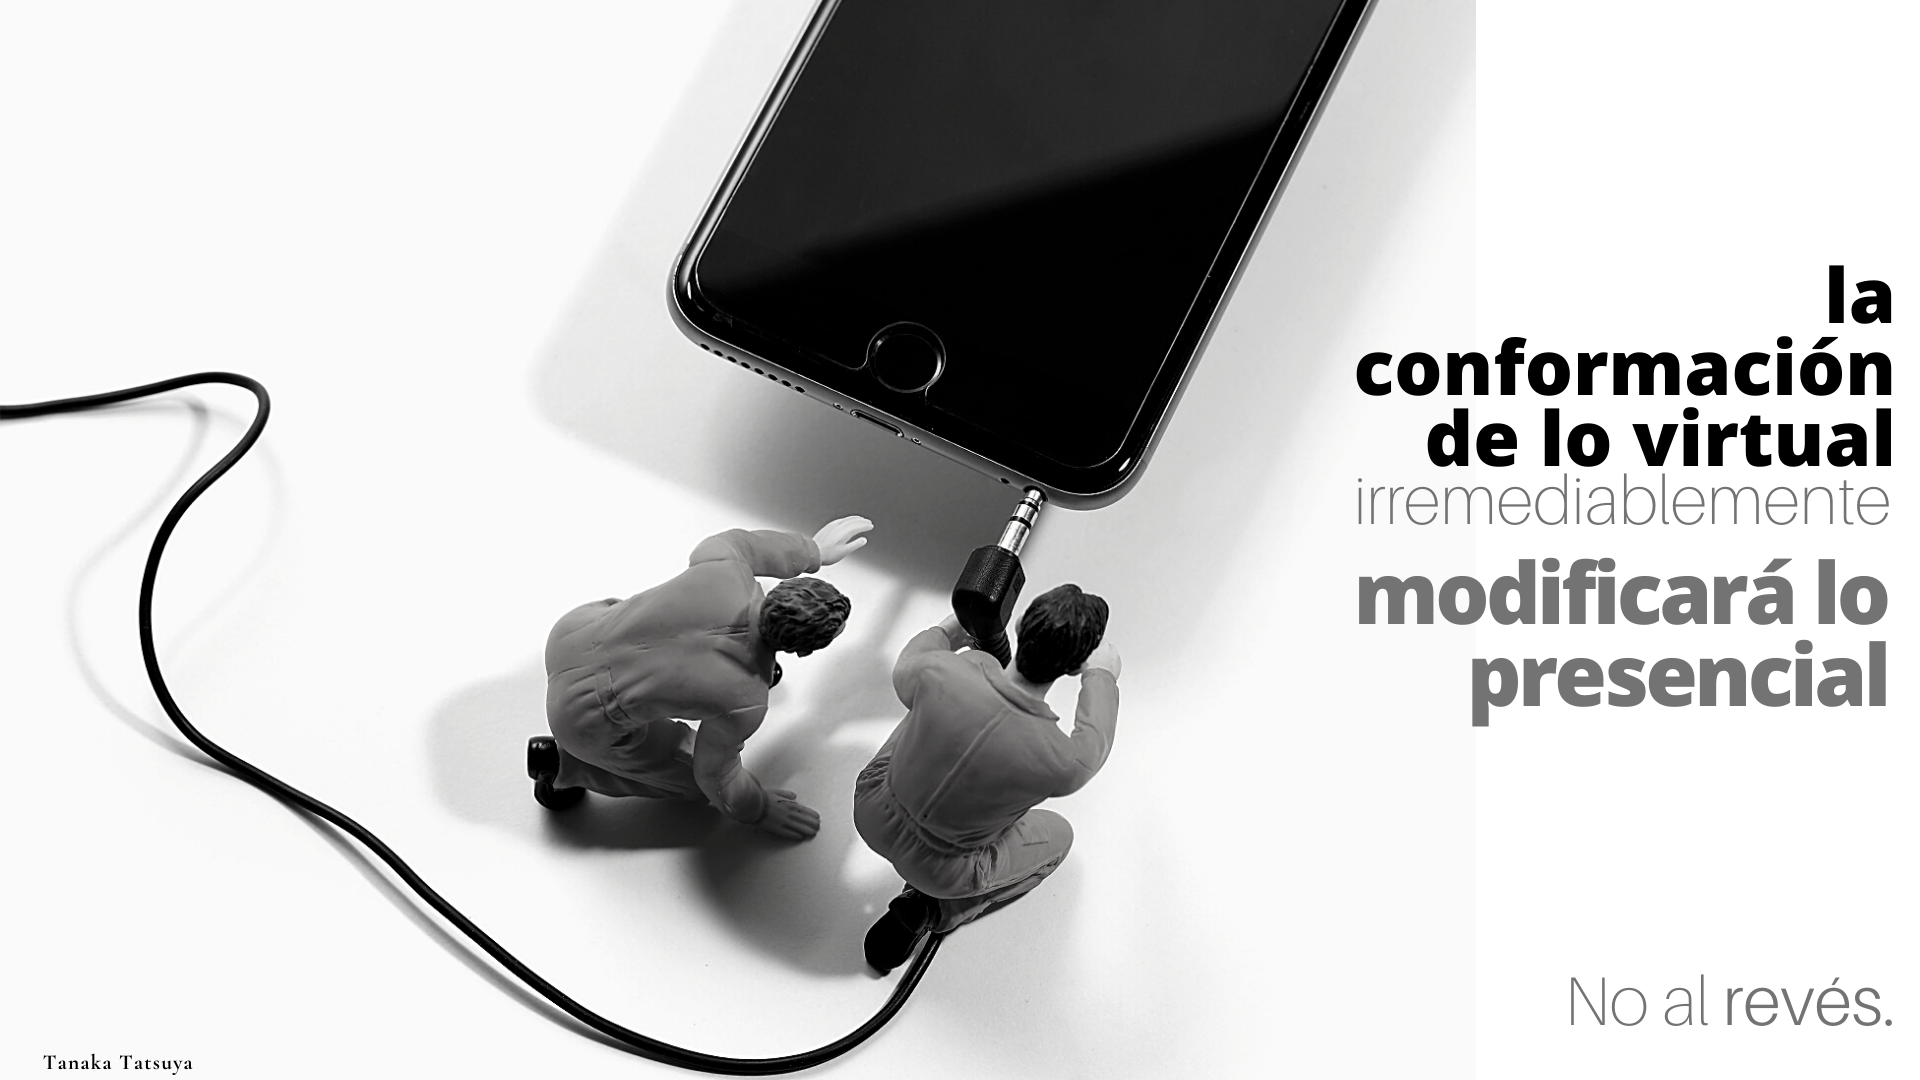 la
conformación
de lo virtual
irremediablemente
modificará lo
presencial
No al revés.
Tanaka Tatsuya